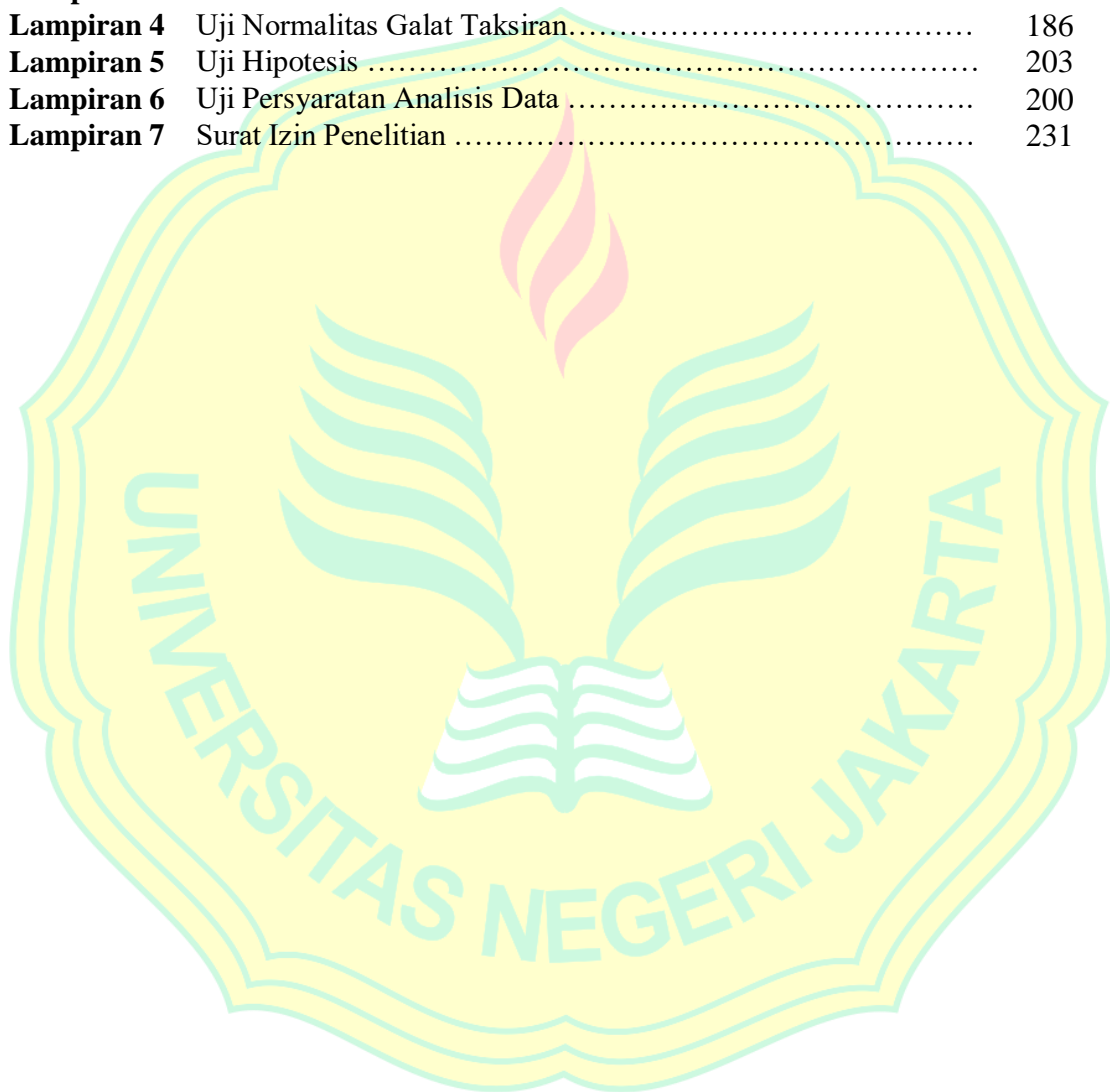 Lampiran 4 Uji Normalitas Galat Taksiran……………….………………… 186
Lampiran 5 Uji Hipotesis ………………………………………………………… 203
Lampiran 6 Uji Persyaratan Analisis Data ……………………………………. 200
Lampiran 7 Surat Izin Penelitian ………………………………………………… 231
UNIVERSITAS NEGERI JAKARTA